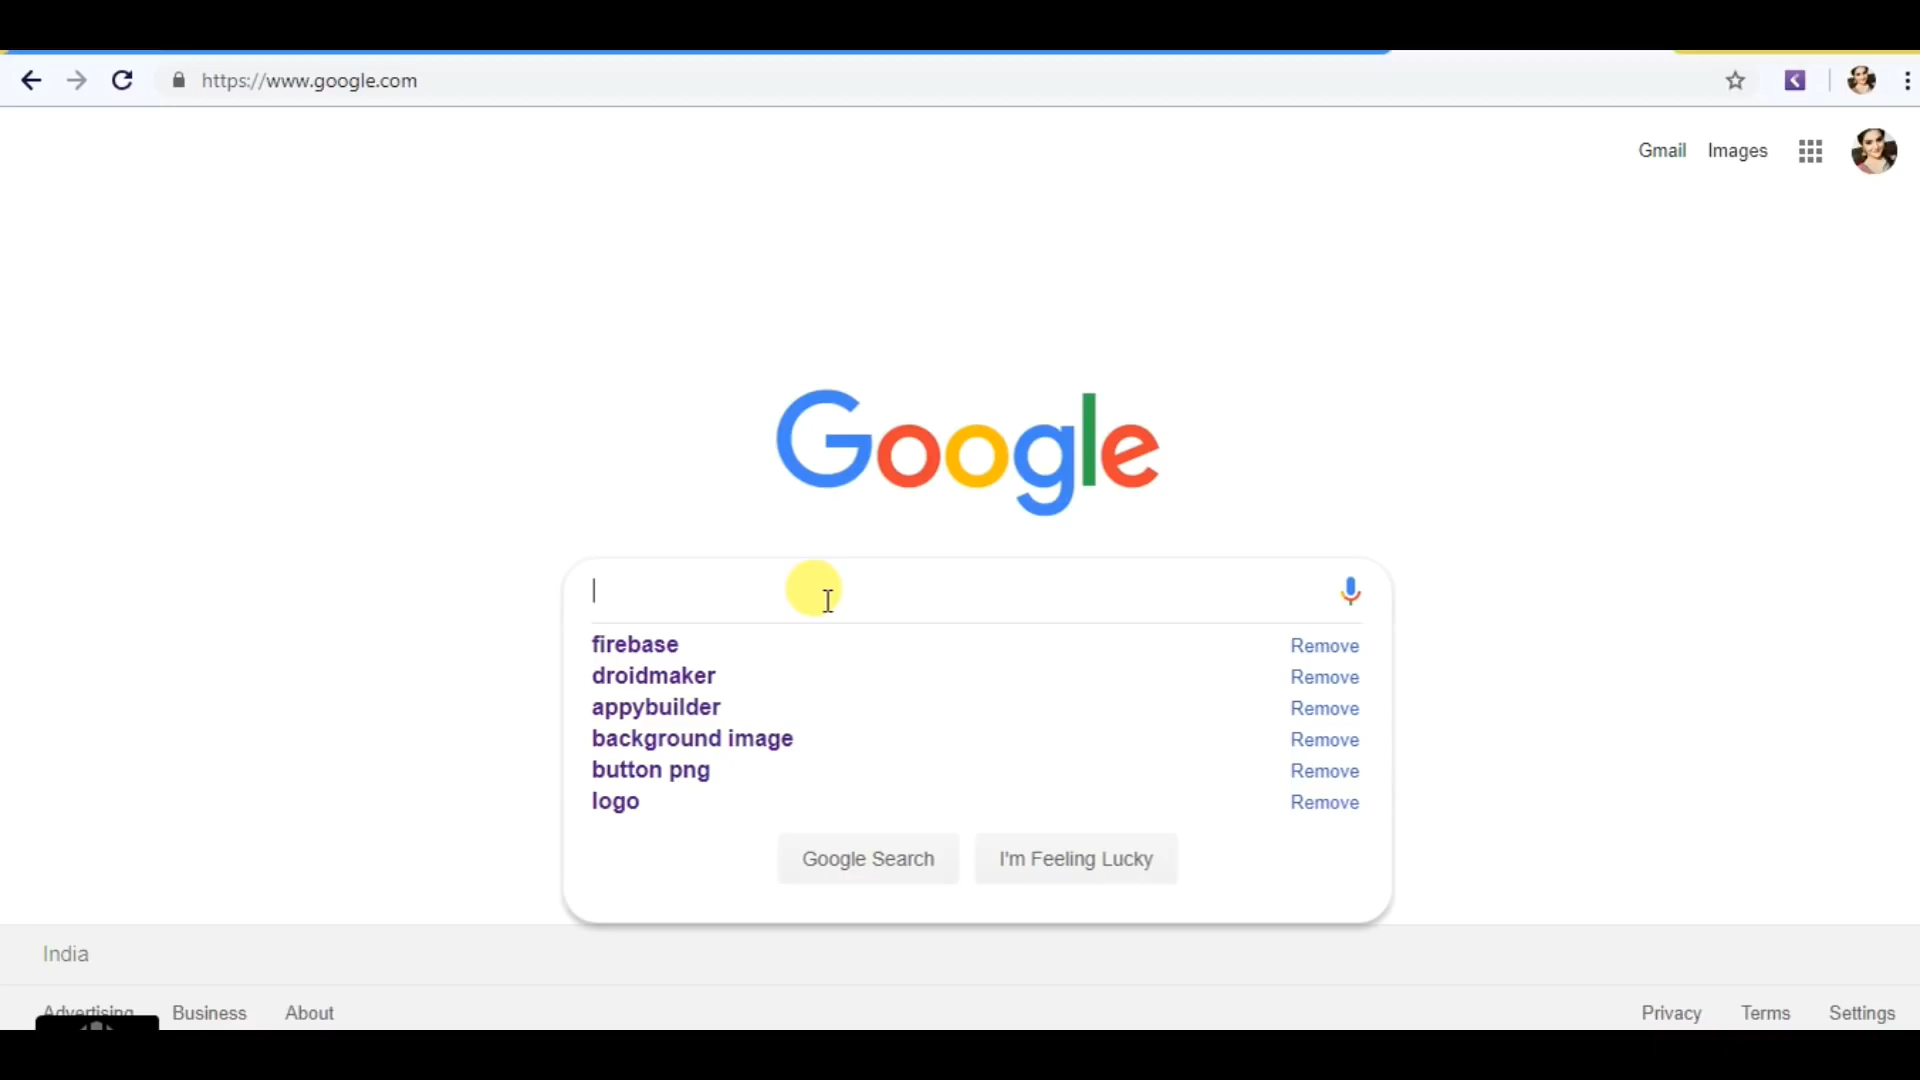 https://www.google.com
Gmail Images
Google
firebase Remove
droidmaker Remove
appybuilder Remove
background image Remove
button png Remove
logo Remove
Google Search I'm Feeling Lucky
India
Advertising Business About Privacy Terms Settings